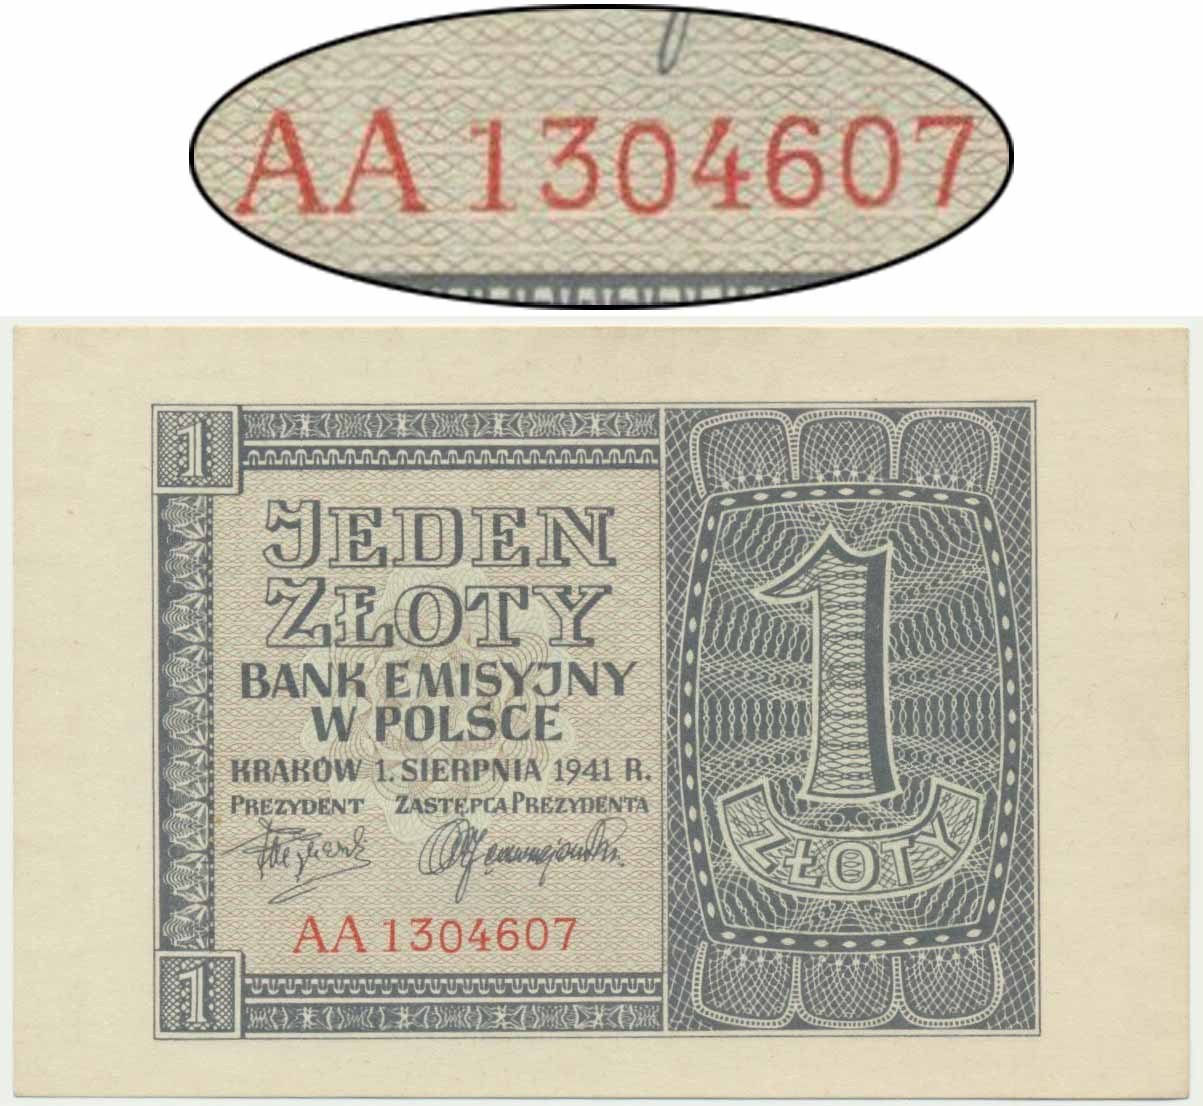 AA 1304607
1
JEDEN
ZŁOTY
BANK EMISYJNY
W POLSCE
KRAKÓW 1. SIERPNIA 1941 R.
PREZYDENT ZASTĘPCA PREZYDENTA
AA 1304607
1
1
ZŁOTY